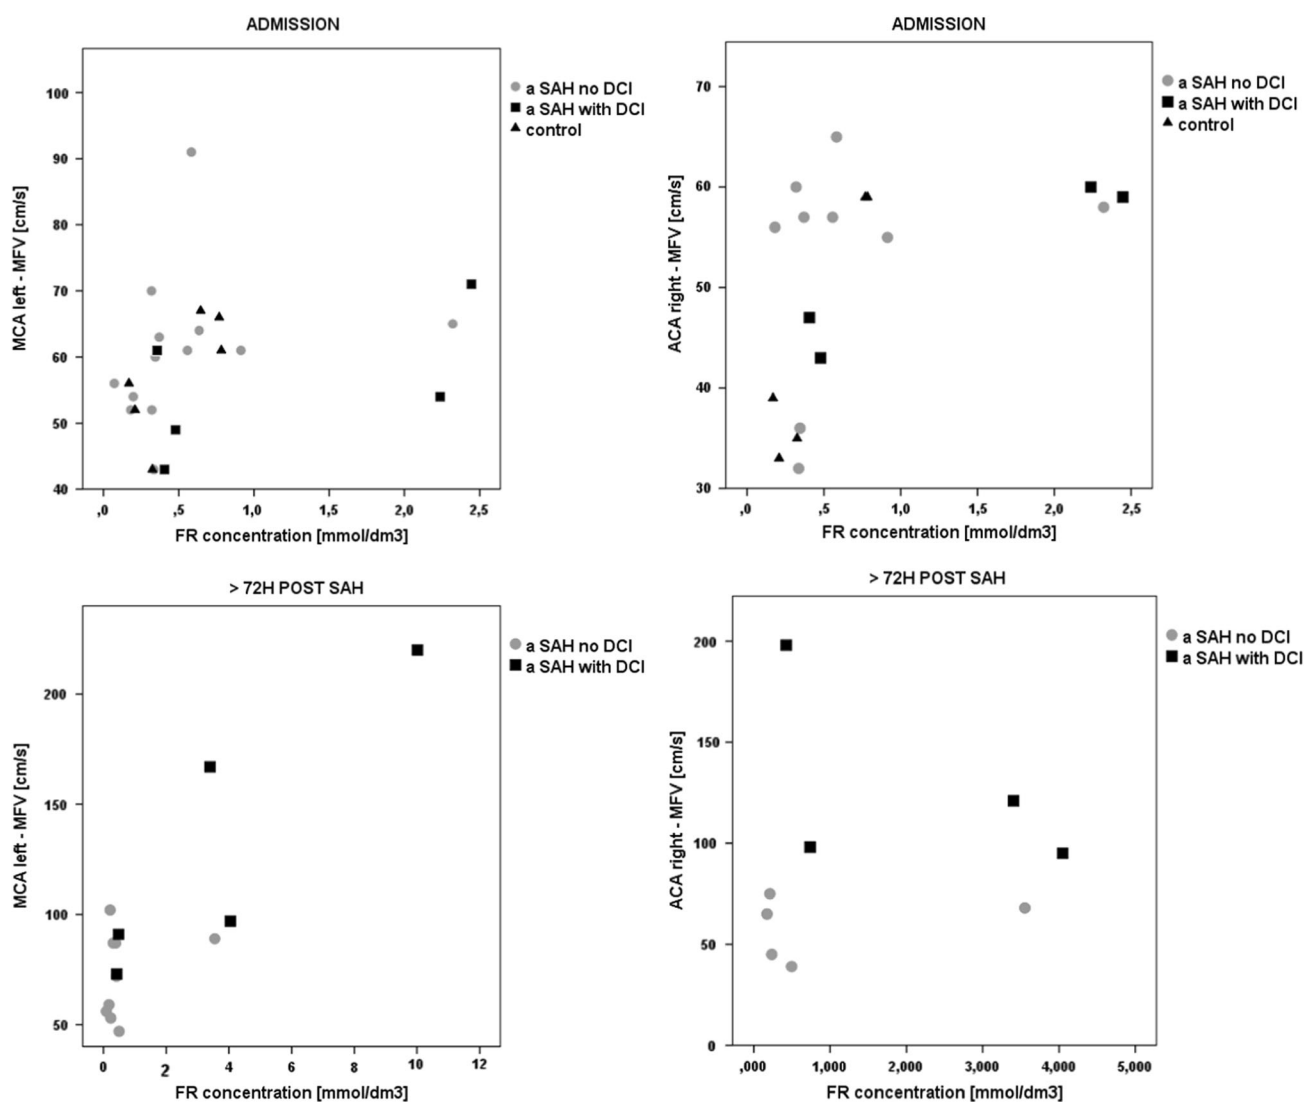 ADMISSION
MCA left - MFV [cm/s]
100
90
80
70
60
50
40
,0 ,5 1,0 1,5 2,0 2,5
FR concentration [mmol/dm3]
a SAH no DCI
a SAH with DCI
control
ADMISSION
ACA right - MFV [cm/s]
70
60
50
40
30
,0 ,5 1,0 1,5 2,0 2,5
FR concentration [mmol/dm3]
a SAH no DCI
a SAH with DCI
control
> 72H POST SAH
MCA left - MFV [cm/s]
200
150
100
50
0 2 4 6 8 10 12
FR concentration [mmol/dm3]
a SAH no DCI
a SAH with DCI
> 72H POST SAH
ACA right - MFV [cm/s]
200
150
100
50
0
,000 1,000 2,000 3,000 4,000 5,000
FR concentration [mmol/dm3]
a SAH no DCI
a SAH with DCI